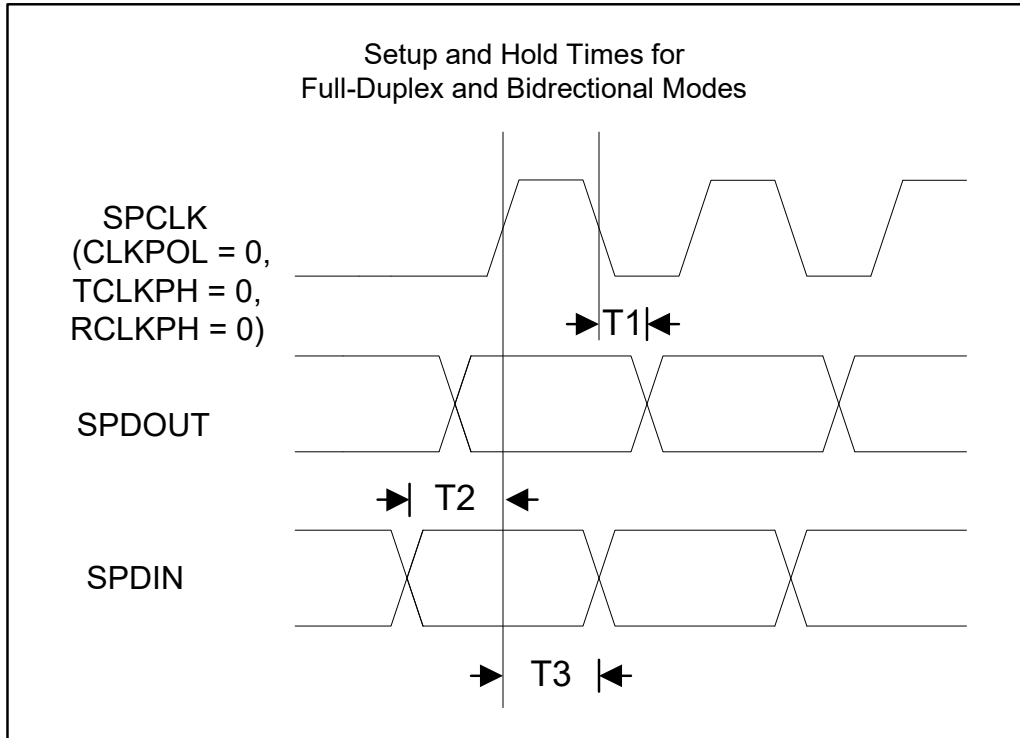 Setup and Hold Times for
Full-Duplex and Bidrectional Modes
SPCLK
(CLKPOL = 0,
TCLKPH = 0,
RCLKPH = 0)
T1
SPDOUT
T2
SPDIN
T3